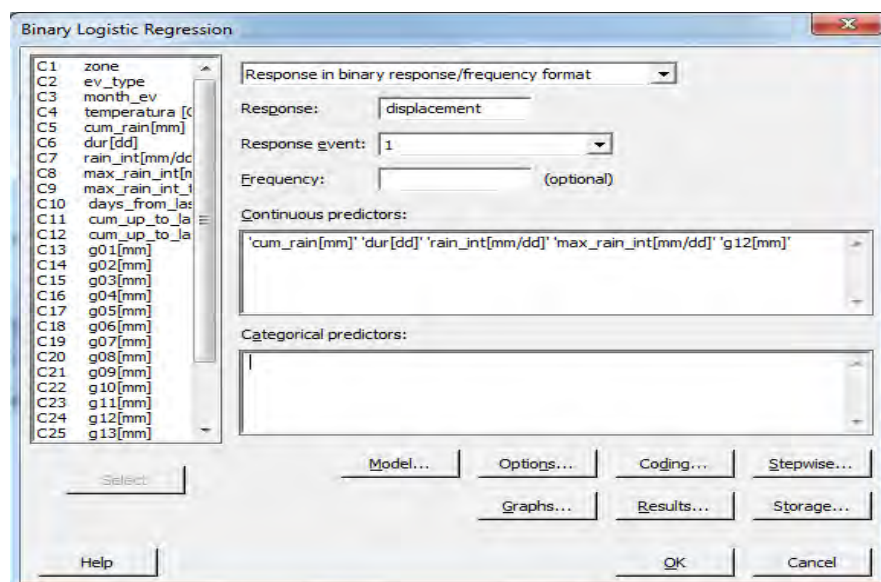 Binary Logistic Regression
C1 zone
C2 ev_type
C3 month_ev
C4 temperatura [C
C5 cum_rain[mm]
C6 dur[dd]
C7 rain_int[mm/dd
C8 max_rain_int[m
C9 max_rain_int_t
C10 days_from_las
C11 cum_up_to_la
C12 cum_up_to_la
C13 g01[mm]
C14 g02[mm]
C15 g03[mm]
C16 g04[mm]
C17 g05[mm]
C18 g06[mm]
C19 g07[mm]
C20 g08[mm]
C21 g09[mm]
C22 g10[mm]
C23 g11[mm]
C24 g12[mm]
C25 g13[mm]
Select
Help
Response in binary response/frequency format
Response: displacement
Response event: 1
Frequency: (optional)
Continuous predictors:
'cum_rain[mm]' 'dur[dd]' 'rain_int[mm/dd]' 'max_rain_int[mm/dd]' 'g12[mm]'
Categorical predictors:
Model... Options... Coding... Stepwise...
Graphs... Results... Storage...
OK Cancel